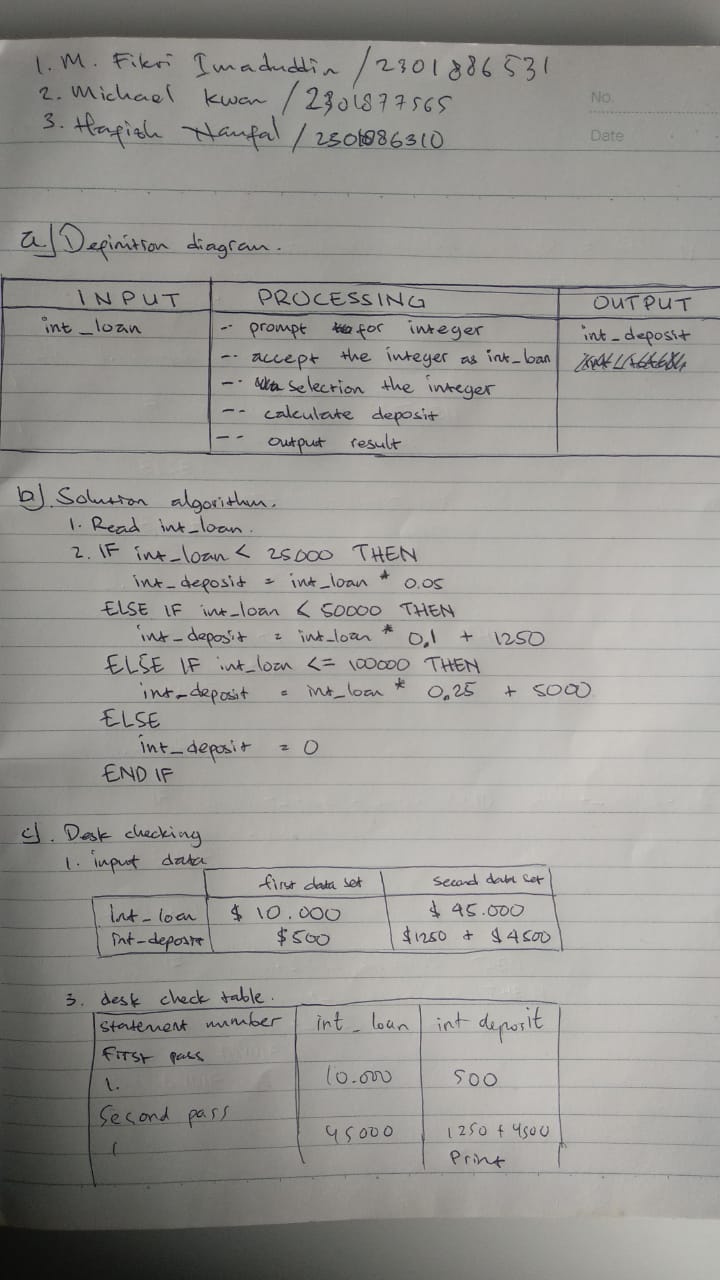 1. M. Fikri Imaduddin / 2301886531
2. Michael Kwan / 2301877565
3. Hafizh Naufal / 2301886310
No.
Date
a) Definition diagram.
INPUT PROCESSING OUTPUT
int_loan -- prompt for integer int_deposit
-- accept the integer as int_loan
-- selection the integer
-- calculate deposit
-- output result
b). Solution algorithm.
1. Read int_loan.
2. IF int_loan < 25000 THEN
int_deposit = int_loan * 0.05
ELSE IF int_loan < 50000 THEN
int_deposit = int_loan * 0,1 + 1250
ELSE IF int_loan <= 100000 THEN
int_deposit = int_loan * 0,25 + 5000
ELSE
int_deposit = 0
END IF
c). Desk checking
1. input data
first data set second data set
Int_loan $ 10.000 $ 45.000
int-deposit $500 $1250 + $4500
3. desk check table.
Statement number int_loan int deposit
First pass
1. 10.000 500
Second pass
1 45000 1250 + 4500
Print